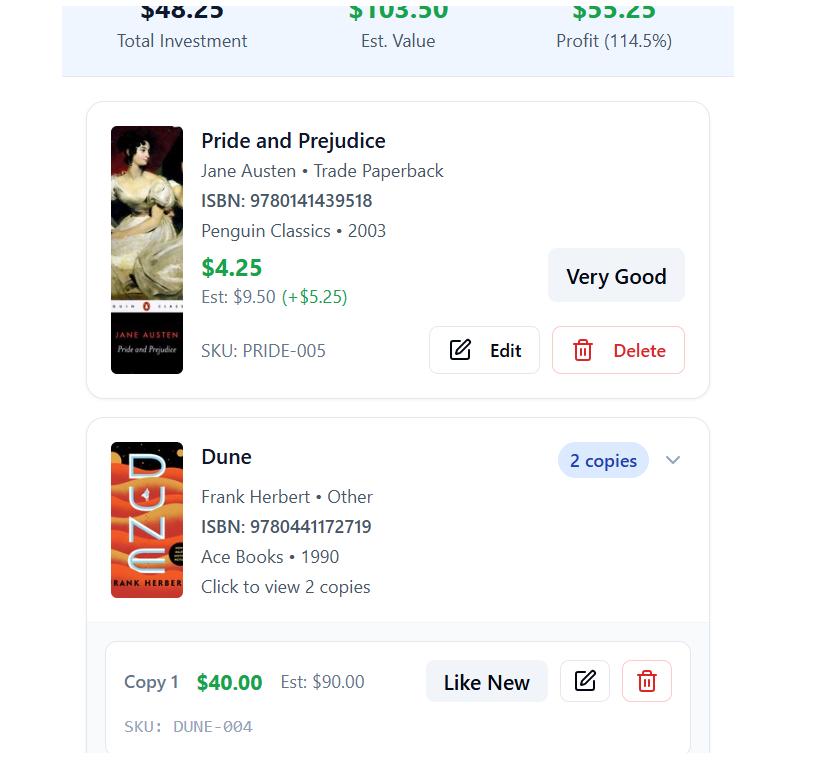 $48.25 $103.50 $55.25
Total Investment Est. Value Profit (114.5%)
Pride and Prejudice
Jane Austen • Trade Paperback
ISBN: 9780141439518
Penguin Classics • 2003
$4.25
Very Good
Est: $9.50 (+$5.25)
JANE AUSTEN
Pride and Prejudice
SKU: PRIDE-005 Edit Delete
Dune 2 copies
Frank Herbert • Other
ISBN: 9780441172719
Ace Books • 1990
Click to view 2 copies
DUNE
RANK HERBER
Copy 1 $40.00 Est: $90.00 Like New
SKU: DUNE-004